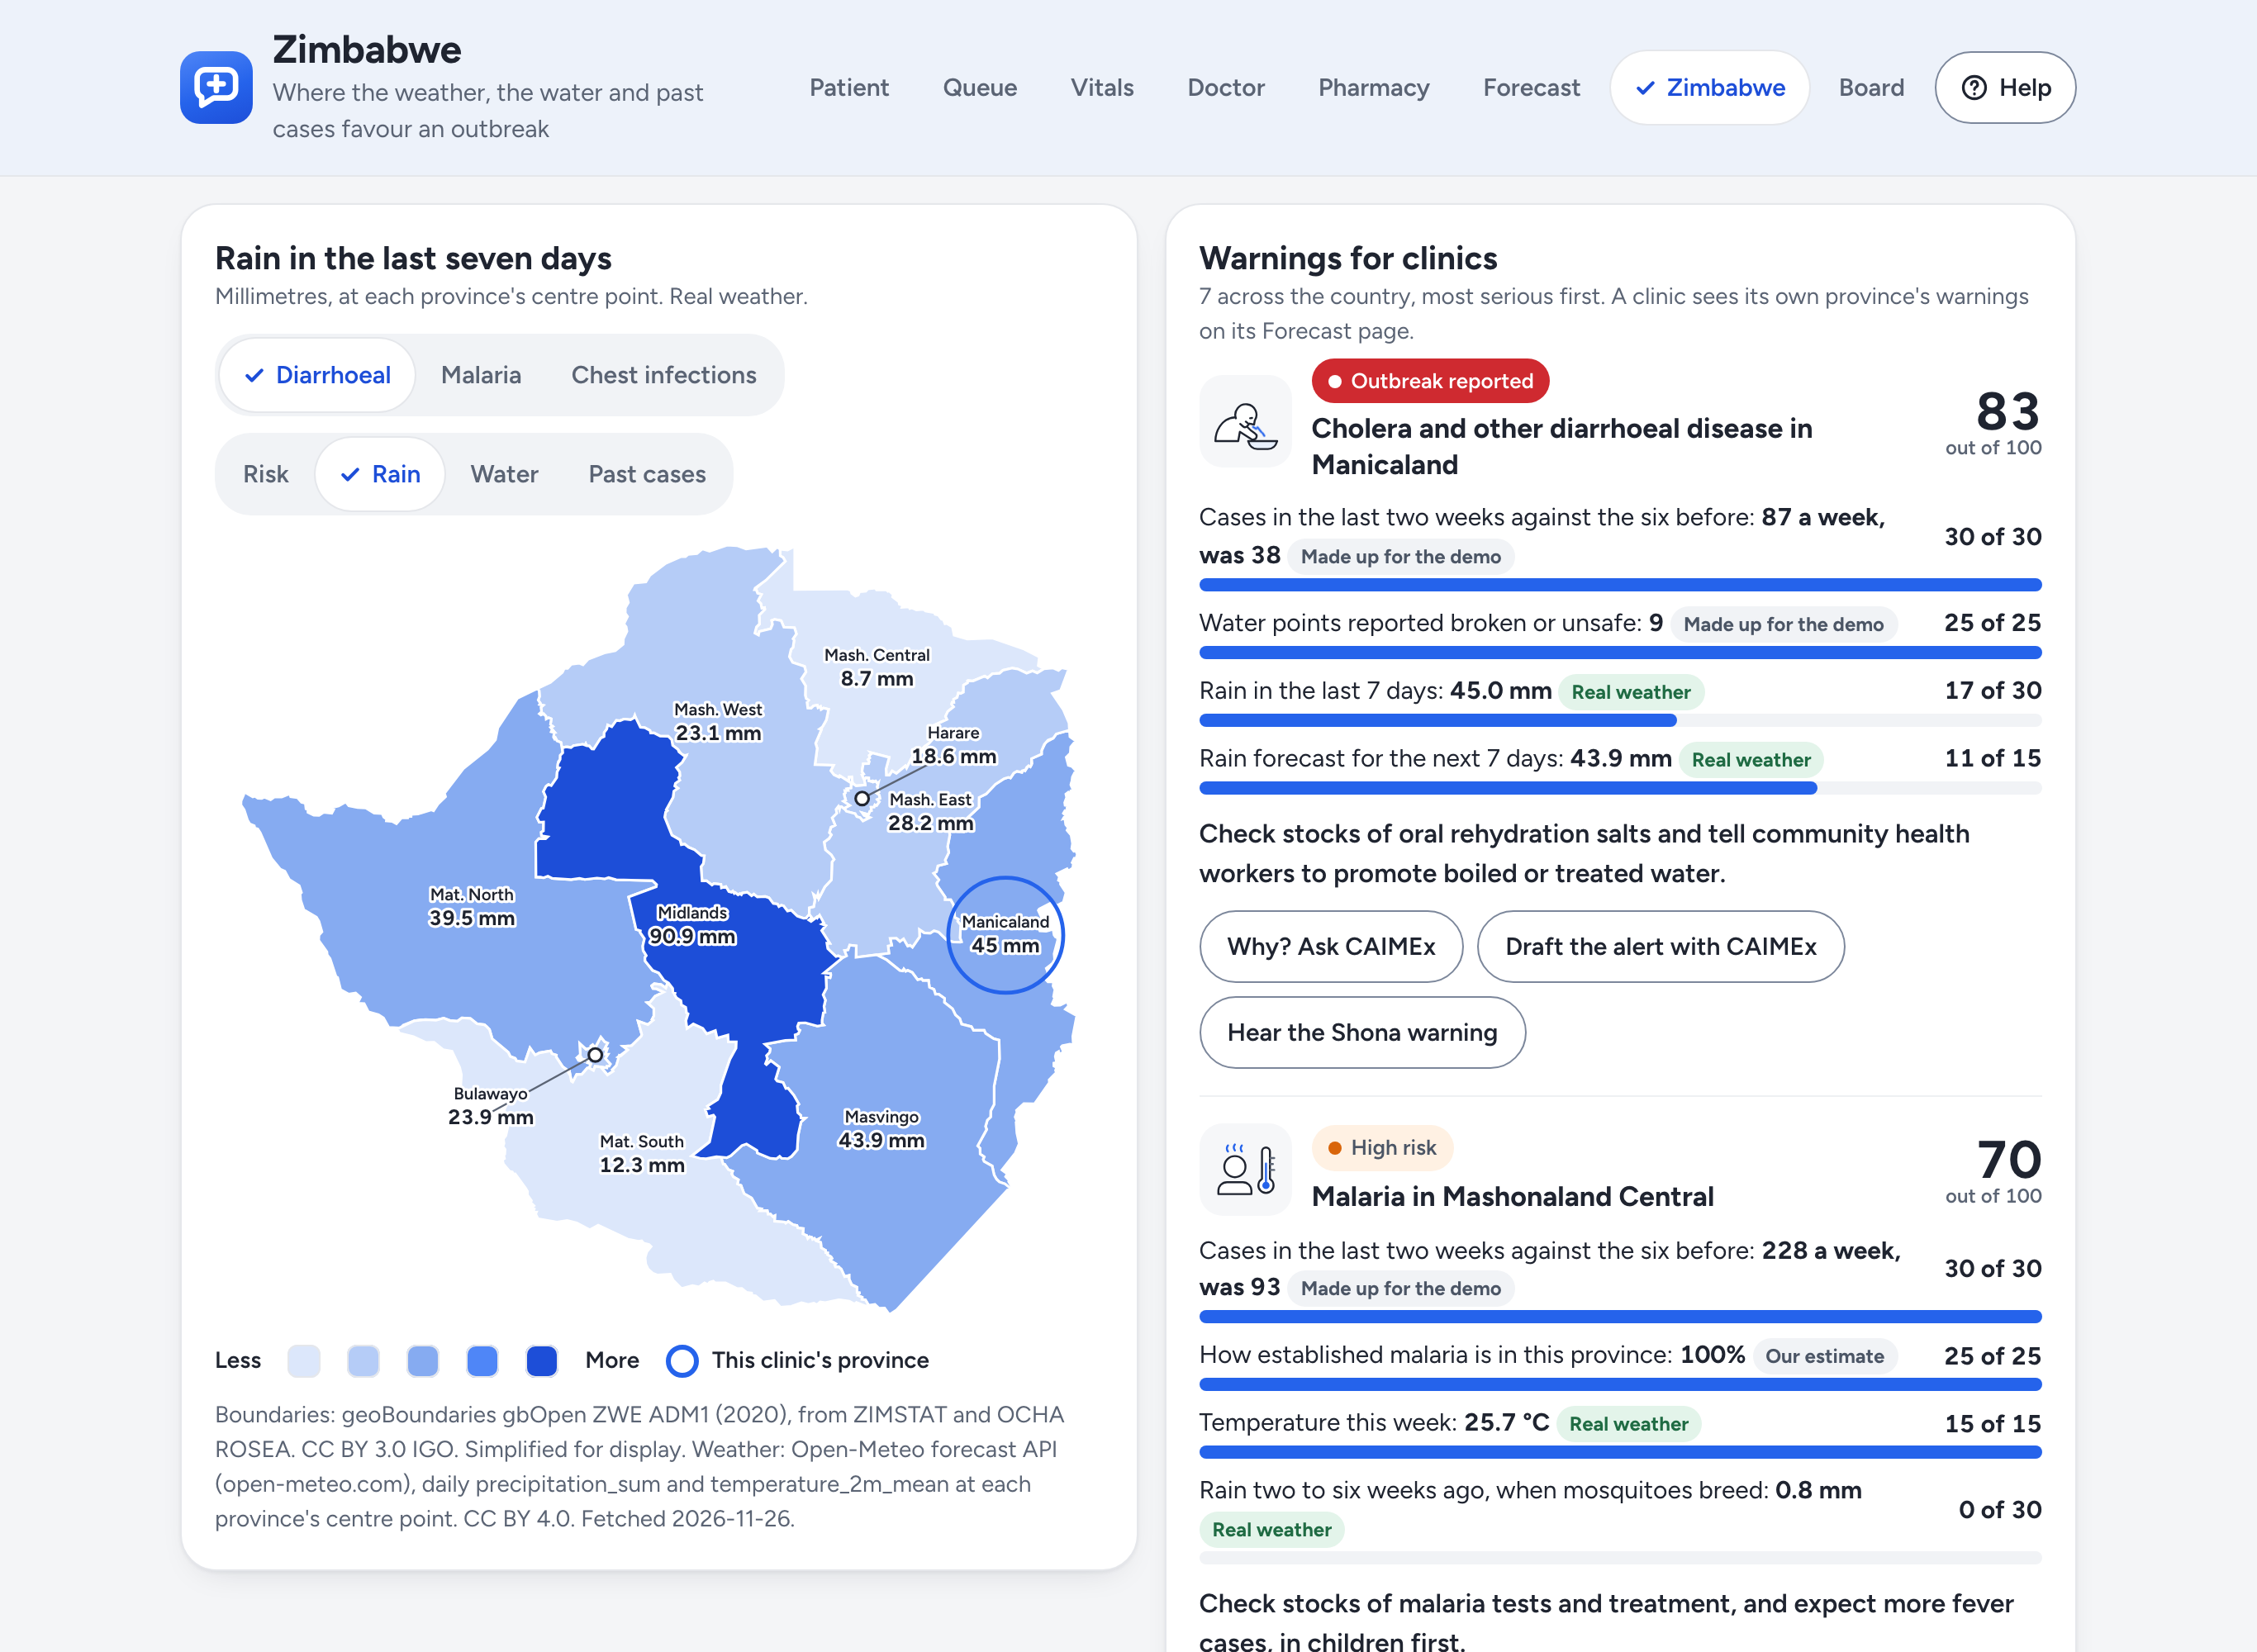 Zimbabwe
Where the weather, the water and past
cases favour an outbreak
Patient
Queue
Vitals
Doctor
Pharmacy
Forecast
Zimbabwe
Board
Help
Rain in the last seven days
Millimetres, at each province's centre point. Real weather.
Diarrhoeal
Malaria
Chest infections
Risk
Rain
Water
Past cases
Mash. Central
8.7 mm
Mash. West
23.1 mm
Harare
18.6 mm
Mash. East
28.2 mm
Mat. North
39.5 mm
Midlands
90.9 mm
Manicaland
45 mm
Bulawayo
23.9 mm
Mat. South
12.3 mm
Masvingo
43.9 mm
Less
More
This clinic's province
Boundaries: geoBoundaries gbOpen ZWE ADM1 (2020), from ZIMSTAT and OCHA
ROSEA. CC BY 3.0 IGO. Simplified for display. Weather: Open-Meteo forecast API
(open-meteo.com), daily precipitation_sum and temperature_2m_mean at each
province's centre point. CC BY 4.0. Fetched 2026-11-26.
Warnings for clinics
7 across the country, most serious first. A clinic sees its own province's warnings
on its Forecast page.
Outbreak reported
Cholera and other diarrhoeal disease in
Manicaland
83
out of 100
Cases in the last two weeks against the six before: 87 a week,
was 38 Made up for the demo
30 of 30
Water points reported broken or unsafe: 9 Made up for the demo
25 of 25
Rain in the last 7 days: 45.0 mm Real weather
17 of 30
Rain forecast for the next 7 days: 43.9 mm Real weather
11 of 15
Check stocks of oral rehydration salts and tell community health
workers to promote boiled or treated water.
Why? Ask CAIMEx
Draft the alert with CAIMEx
Hear the Shona warning
High risk
Malaria in Mashonaland Central
70
out of 100
Cases in the last two weeks against the six before: 228 a week,
was 93 Made up for the demo
30 of 30
How established malaria is in this province: 100% Our estimate
25 of 25
Temperature this week: 25.7 °C Real weather
15 of 15
Rain two to six weeks ago, when mosquitoes breed: 0.8 mm
Real weather
0 of 30
Check stocks of malaria tests and treatment, and expect more fever
cases, in children first.